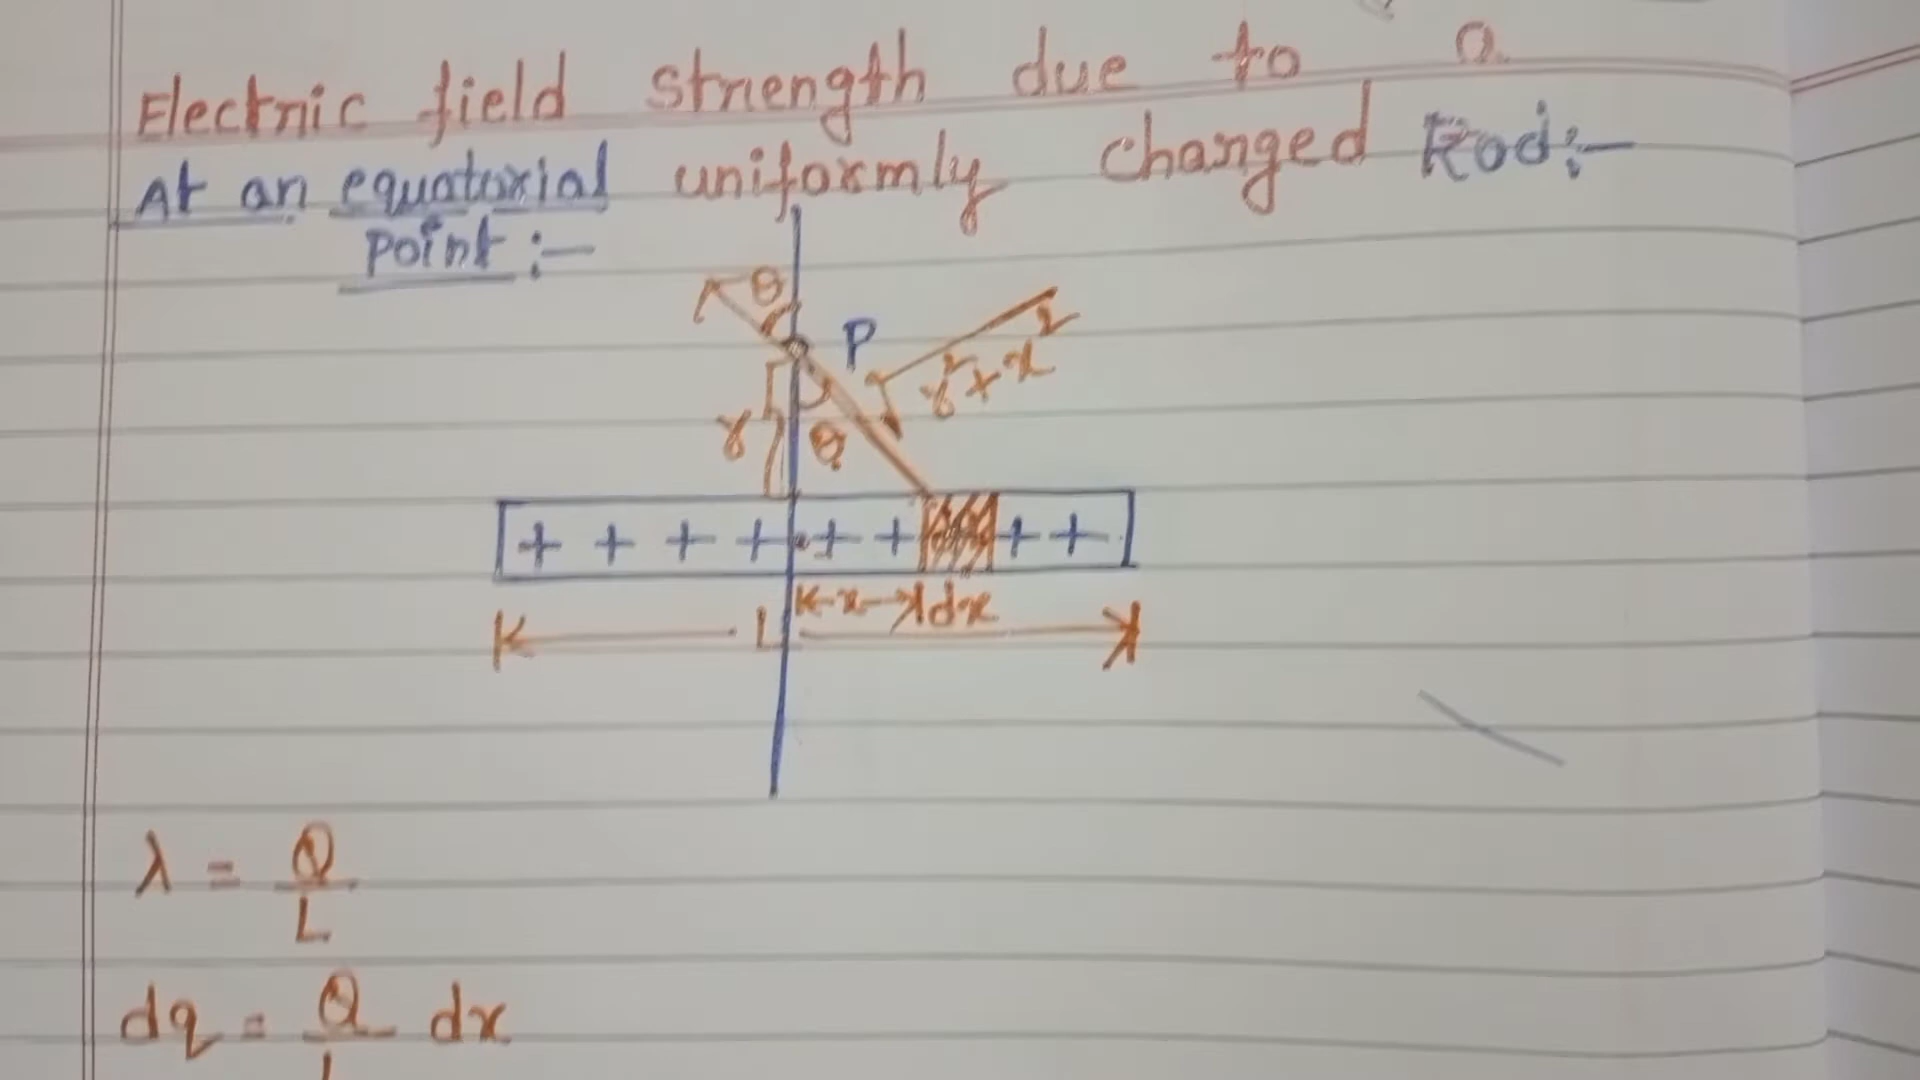 Electric field strength due to a
At an equatorial uniformly charged Rod:-
point :-
θ
P
r²+x²
r
θ
+ + + + + + + +
x dx
L
λ = Q/L
dq = Q/L dx